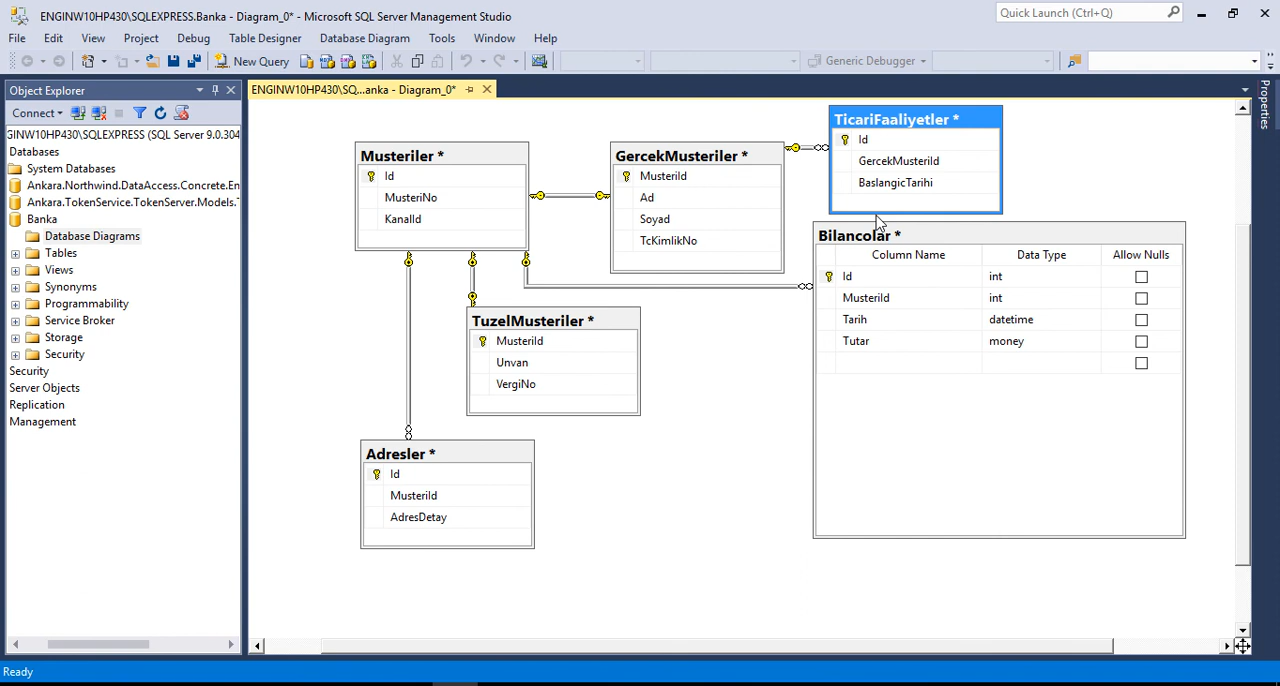 ENGINW10HP430\SQLEXPRESS.Banka - Diagram_0* - Microsoft SQL Server Management Studio
Quick Launch (Ctrl+Q)
File Edit View Project Debug Table Designer Database Diagram Tools Window Help
New Query
Generic Debugger
Object Explorer
ENGINW10HP430\SQ...anka - Diagram_0*
Properties
Connect
GINW10HP430\SQLEXPRESS (SQL Server 9.0.304
Databases
System Databases
Ankara.Northwind.DataAccess.Concrete.En
Ankara.TokenService.TokenServer.Models.
Banka
Database Diagrams
Tables
Views
Synonyms
Programmability
Service Broker
Storage
Security
Security
Server Objects
Replication
Management
Musteriler *
Id
MusteriNo
KanalId
GercekMusteriler *
MusteriId
Ad
Soyad
TcKimlikNo
TicariFaaliyetler *
Id
GercekMusteriId
BaslangicTarihi
Bilancolar *
Column Name Data Type Allow Nulls
Id int
MusteriId int
Tarih datetime
Tutar money
TuzelMusteriler *
MusteriId
Unvan
VergiNo
Adresler *
Id
MusteriId
AdresDetay
Ready